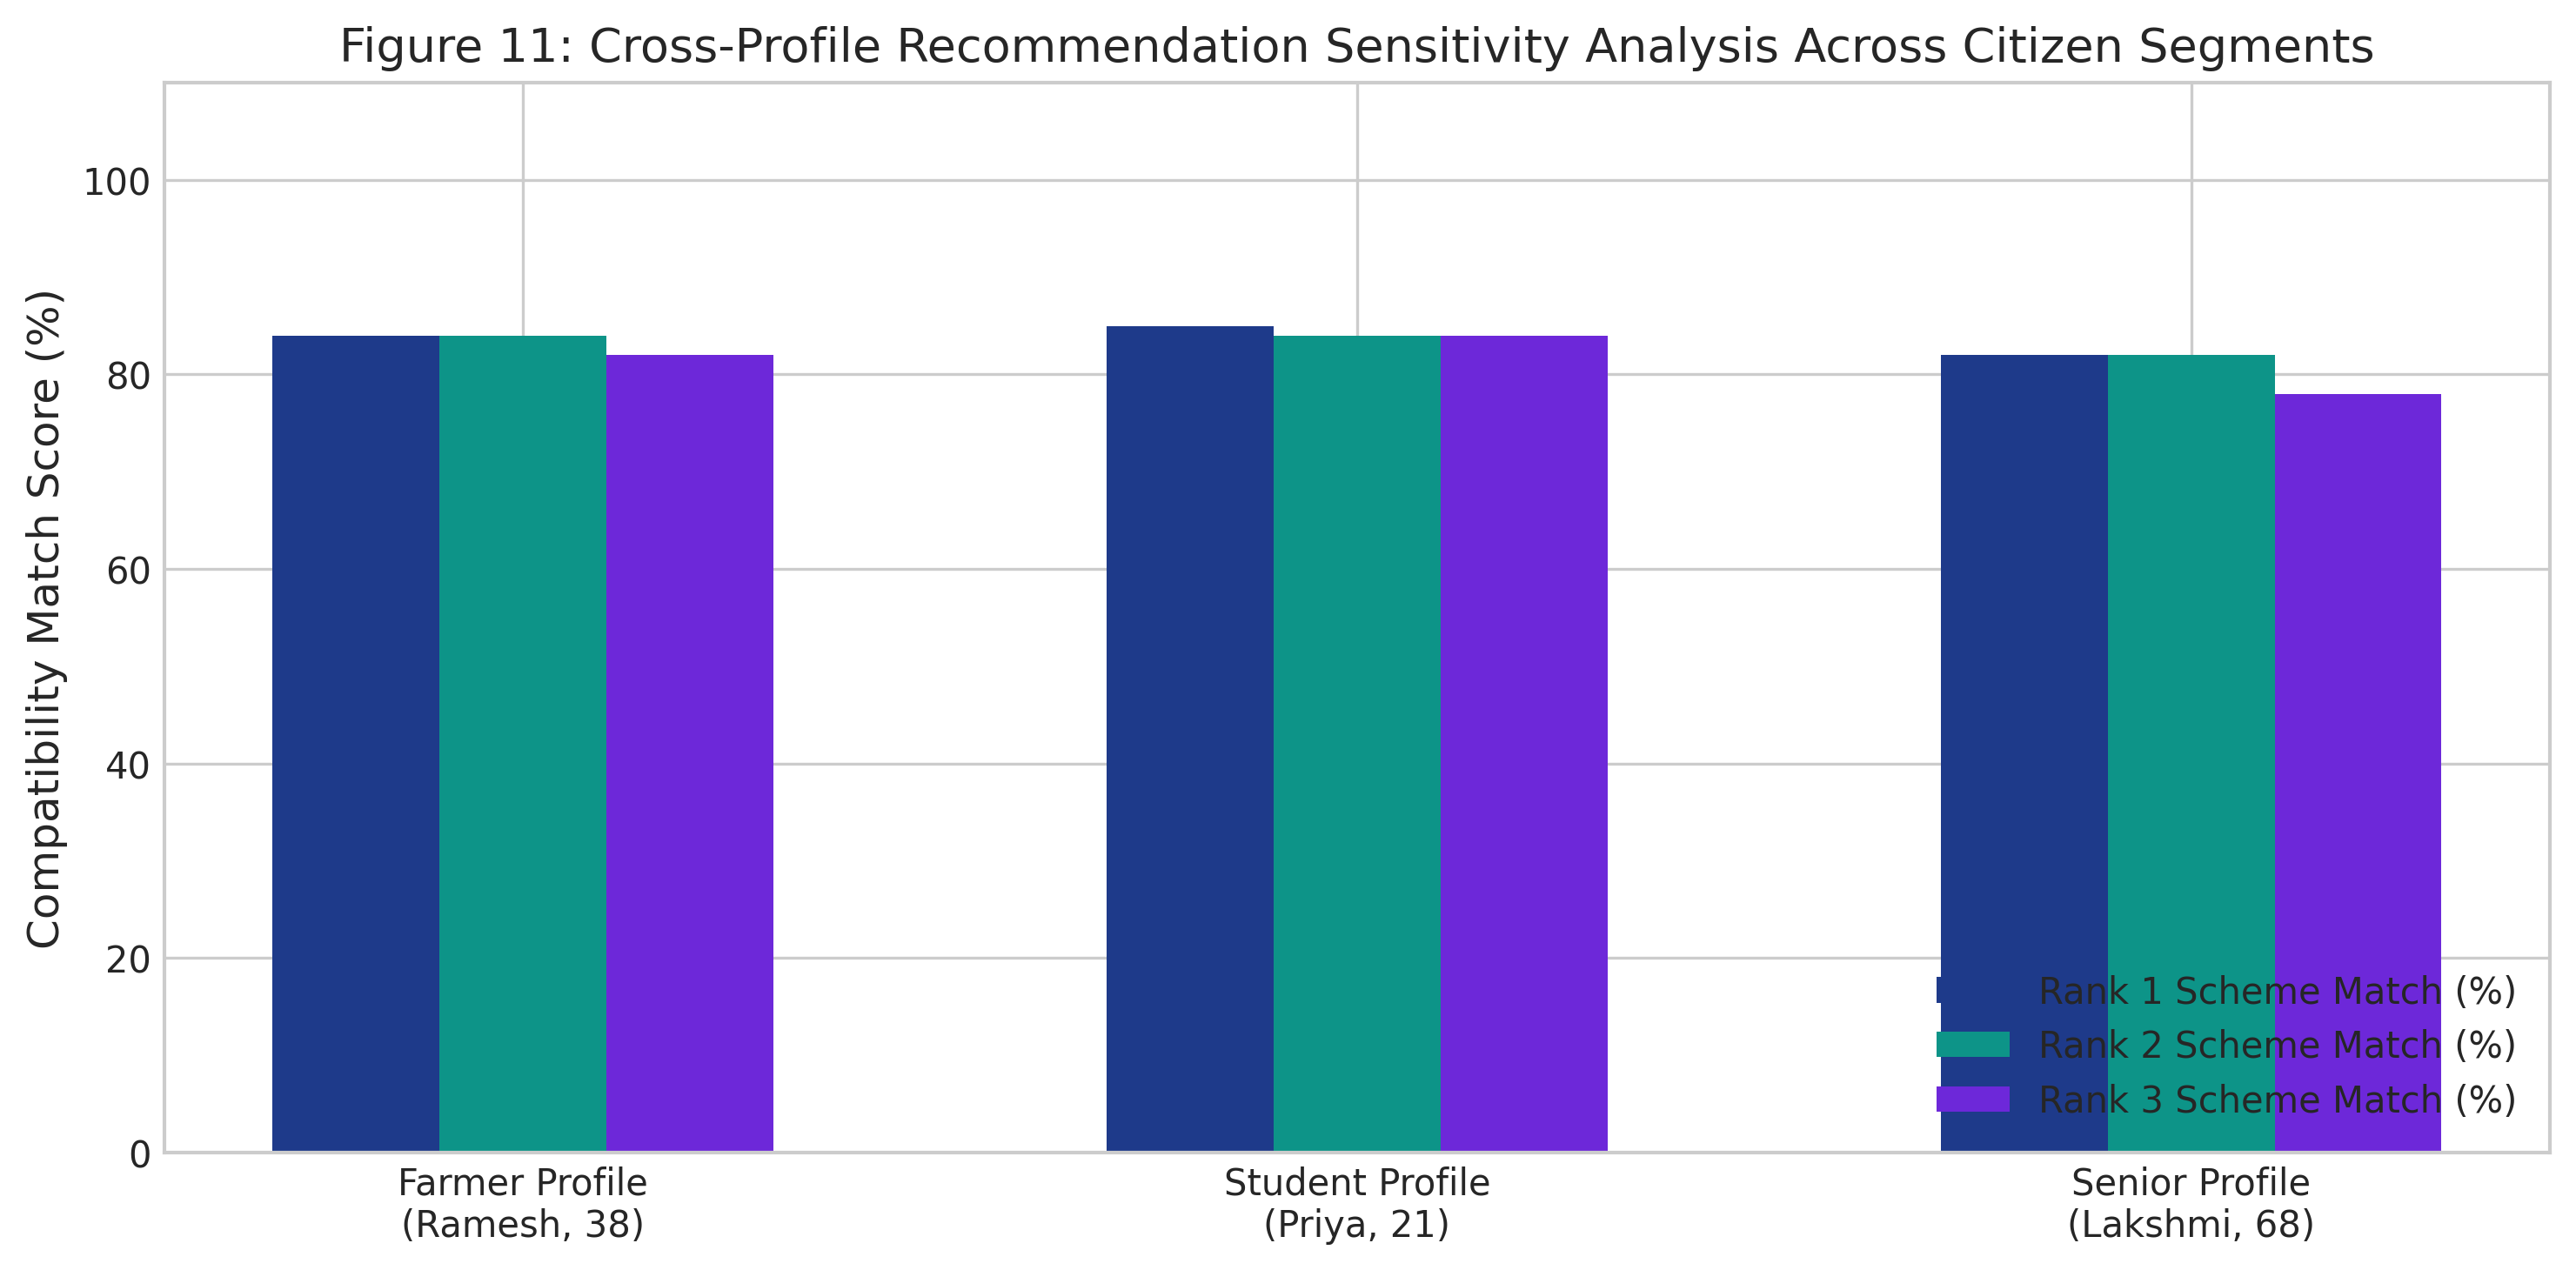 Figure 11: Cross-Profile Recommendation Sensitivity Analysis Across Citizen Segments
Compatibility Match Score (%)
100
80
60
40
20
0
Rank 1 Scheme Match (%)
Rank 2 Scheme Match (%)
Rank 3 Scheme Match (%)
Farmer Profile
(Ramesh, 38)
Student Profile
(Priya, 21)
Senior Profile
(Lakshmi, 68)